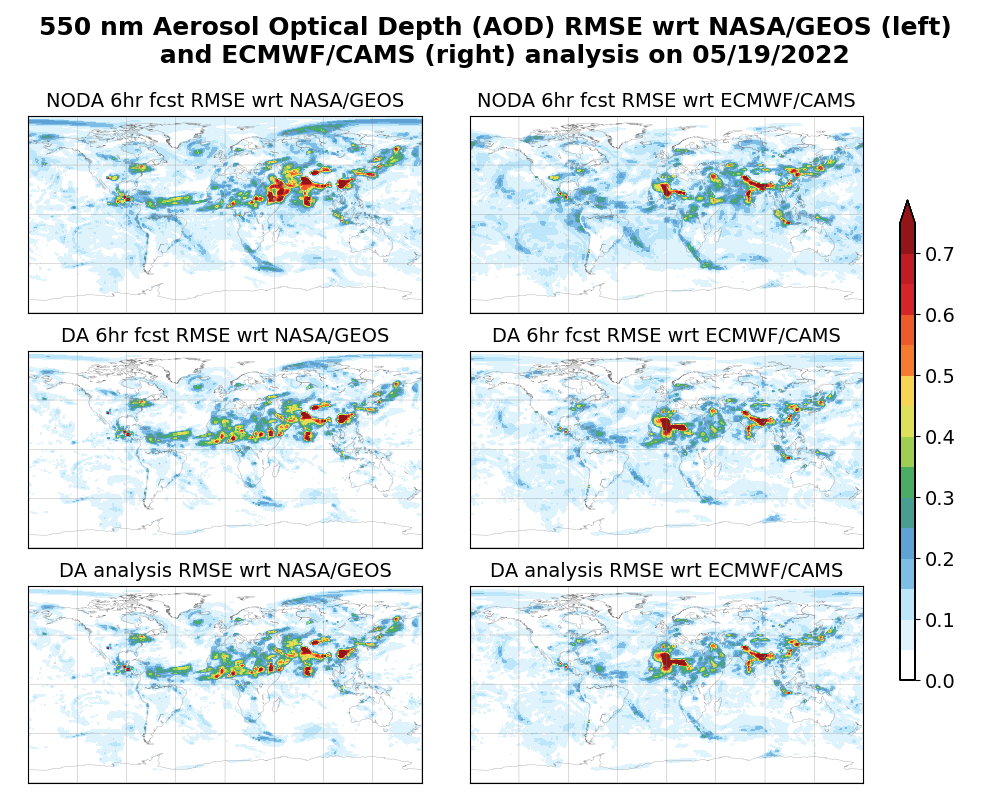 550 nm Aerosol Optical Depth (AOD) RMSE wrt NASA/GEOS (left)
and ECMWF/CAMS (right) analysis on 05/19/2022
NODA 6hr fcst RMSE wrt NASA/GEOS
NODA 6hr fcst RMSE wrt ECMWF/CAMS
DA 6hr fcst RMSE wrt NASA/GEOS
DA 6hr fcst RMSE wrt ECMWF/CAMS
DA analysis RMSE wrt NASA/GEOS
DA analysis RMSE wrt ECMWF/CAMS
0.7
0.6
0.5
0.4
0.3
0.2
0.1
0.0